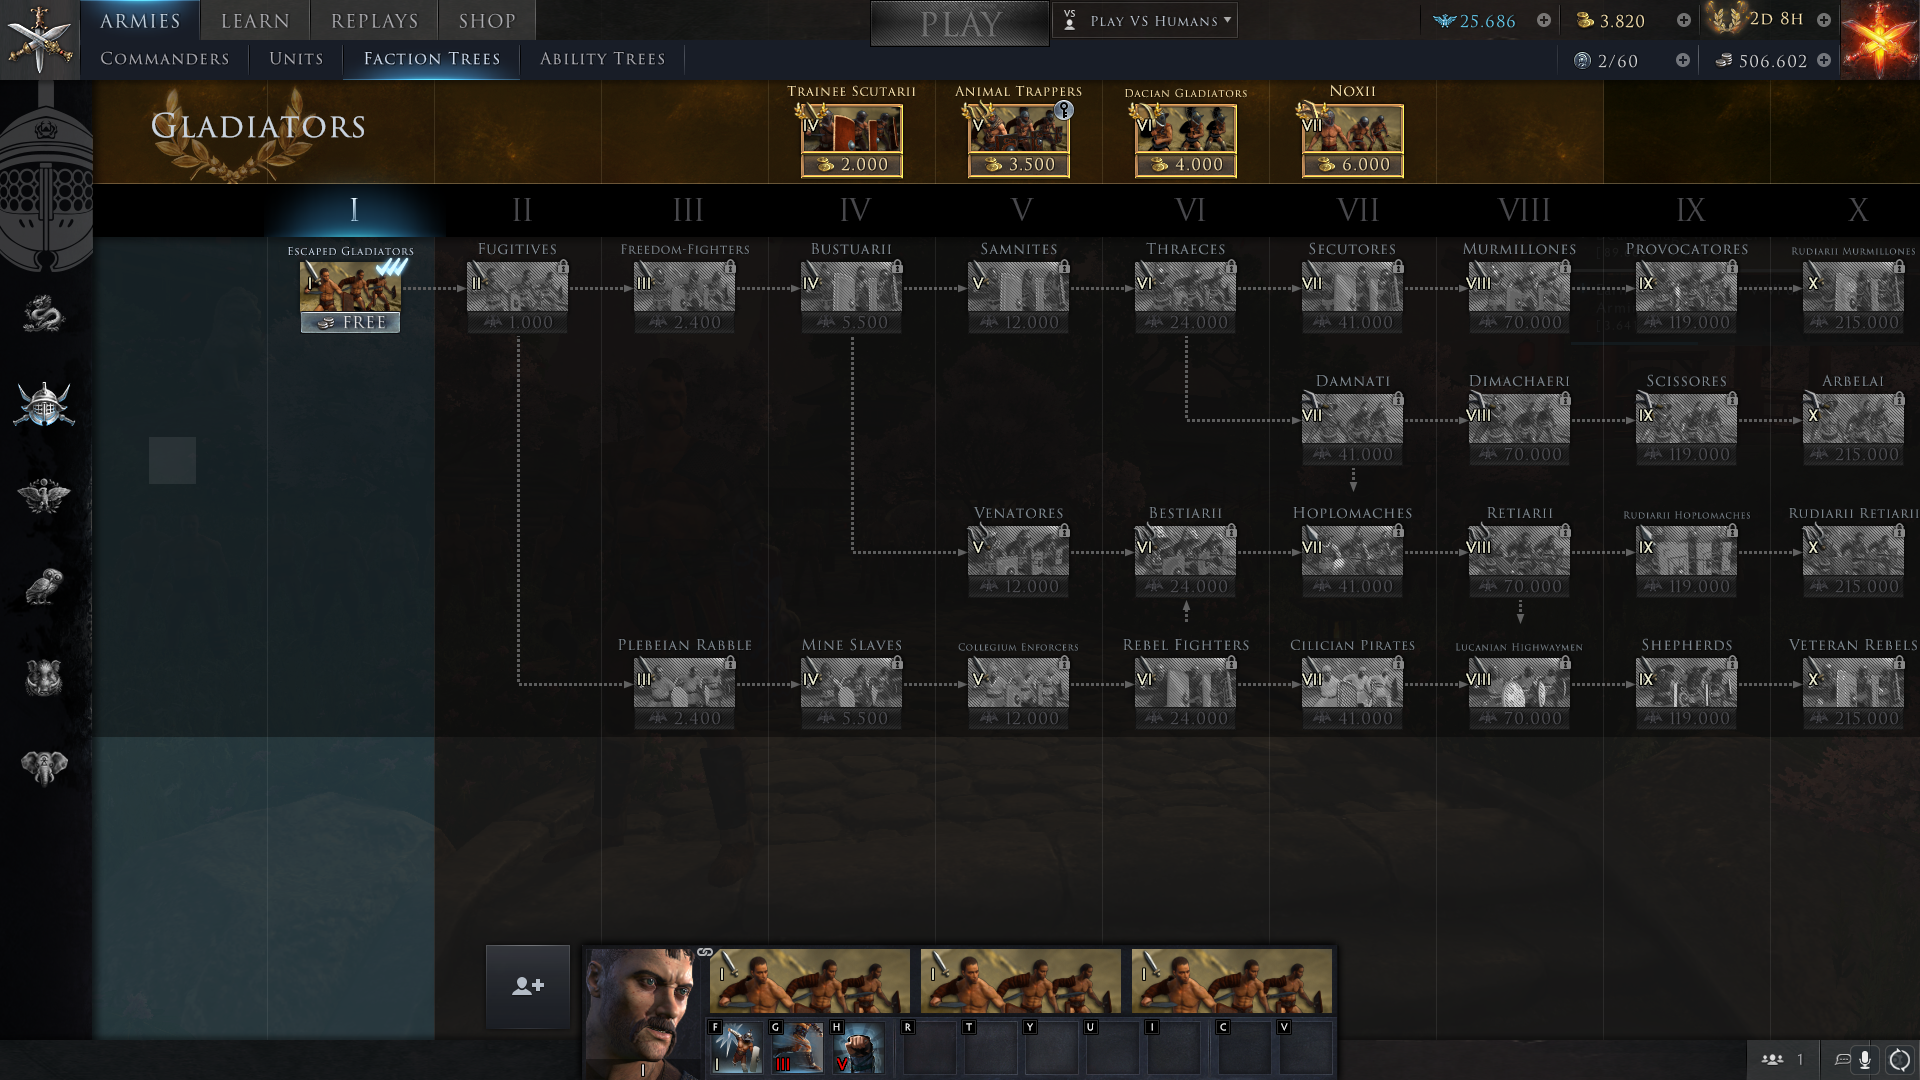 ARMIES LEARN REPLAYS SHOP PLAY VS PLAY VS HUMANS 25.686 3.820 2D 8H
COMMANDERS UNITS FACTION TREES ABILITY TREES 2/60 506.602
GLADIATORS
TRAINEE SCUTARII ANIMAL TRAPPERS DACIAN GLADIATORS NOXII
IV V VI VII
2.000 3.500 4.000 6.000
I II III IV V VI VII VIII IX X
ESCAPED GLADIATORS FUGITIVES FREEDOM-FIGHTERS BUSTUARII SAMNITES THRAECES SECUTORES MURMILLONES PROVOCATORES RUDIARII MURMILLONES
I II III IV V VI VII VIII IX X
FREE 1.000 2.400 5.500 12.000 24.000 41.000 70.000 119.000 215.000
DAMNATI DIMACHAERI SCISSORES ARBELAI
VII VIII IX X
41.000 70.000 119.000 215.000
VENATORES BESTIARII HOPLOMACHES RETIARII RUDIARII HOPLOMACHES RUDIARII RETIARII
V VI VII VIII IX X
12.000 24.000 41.000 70.000 119.000 215.000
PLEBEIAN RABBLE MINE SLAVES COLLEGIUM ENFORCERS REBEL FIGHTERS CILICIAN PIRATES LUCANIAN HIGHWAYMEN SHEPHERDS VETERAN REBELS
III IV V VI VII VIII IX X
2.400 5.500 12.000 24.000 41.000 70.000 119.000 215.000
I I I
F G H R T Y U I C V
I III V
I
1